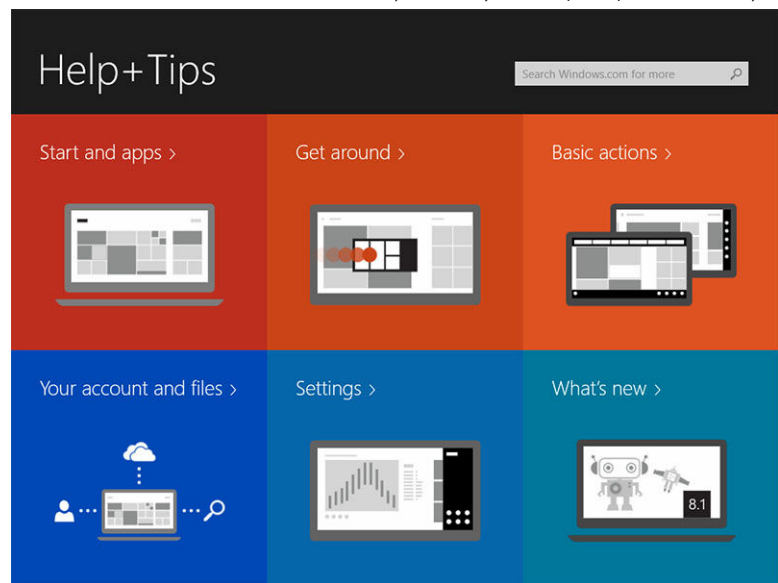 Help+Tips
Search Windows.com for more
Start and apps >
Get around >
Basic actions >
Your account and files >
Settings >
What's new >
8.1